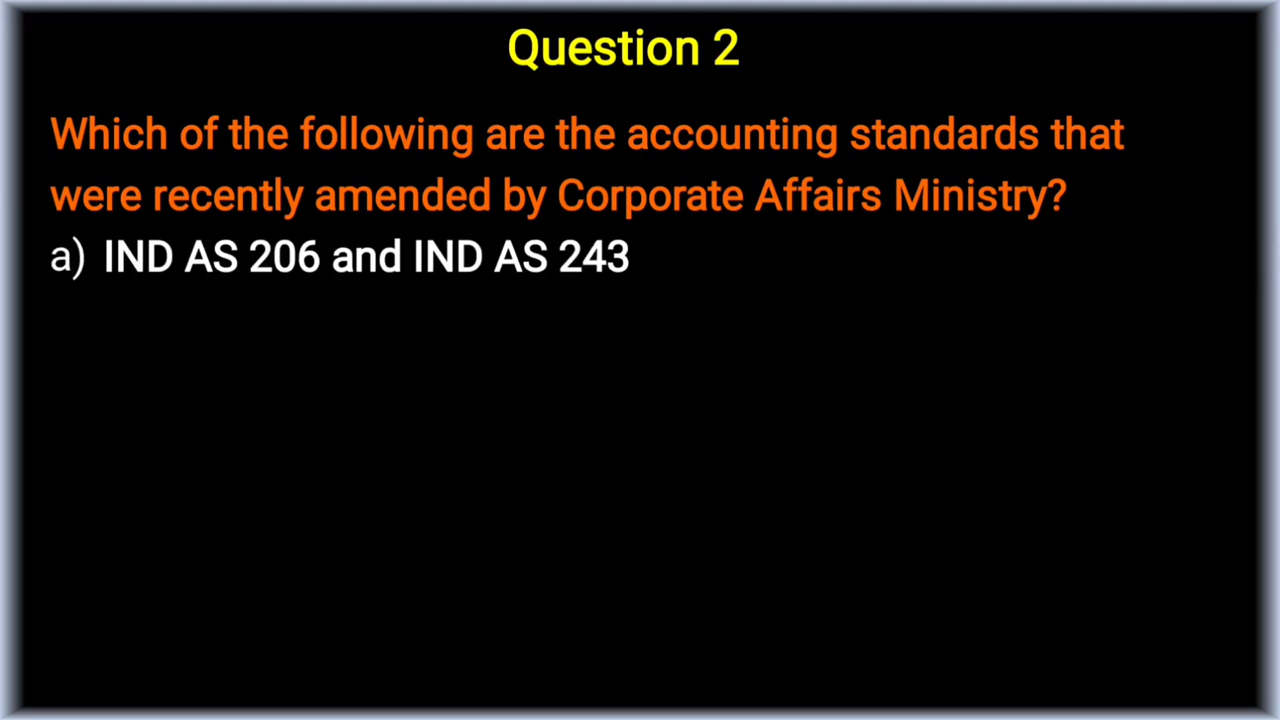 Question 2
Which of the following are the accounting standards that
were recently amended by Corporate Affairs Ministry?
a) IND AS 206 and IND AS 243